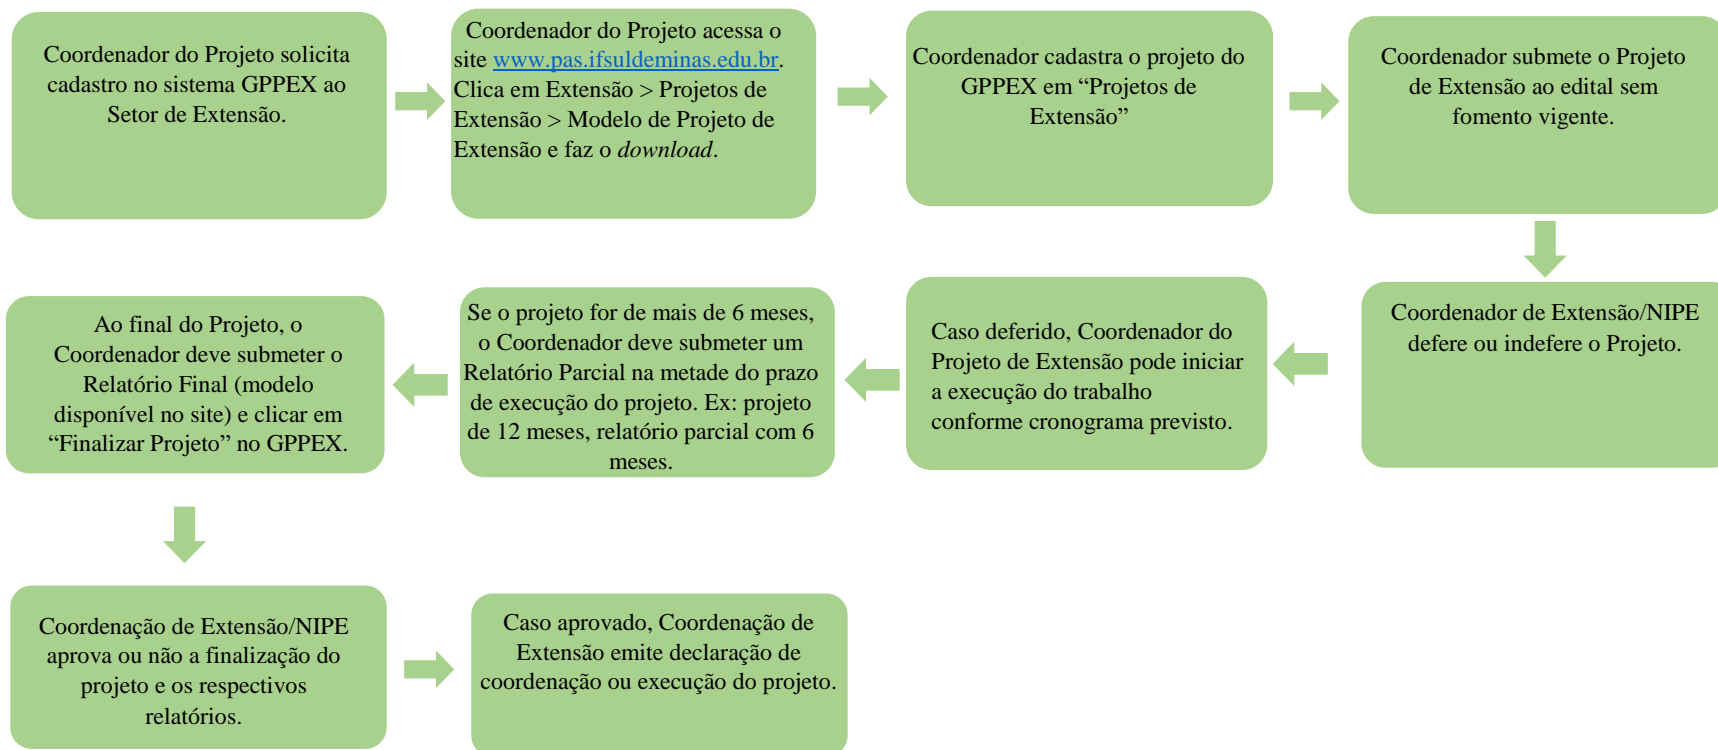 Coordenador do Projeto solicita
cadastro no sistema GPPEX ao
Setor de Extensão.
Coordenador do Projeto acessa o
site www.pas.ifsuldeminas.edu.br.
Clica em Extensão > Projetos de
Extensão > Modelo de Projeto de
Extensão e faz o download.
Coordenador cadastra o projeto do
GPPEX em “Projetos de
Extensão”
Coordenador submete o Projeto
de Extensão ao edital sem
fomento vigente.
Coordenador de Extensão/NIPE
defere ou indefere o Projeto.
Caso deferido, Coordenador do
Projeto de Extensão pode iniciar
a execução do trabalho
conforme cronograma previsto.
Se o projeto for de mais de 6 meses,
o Coordenador deve submeter um
Relatório Parcial na metade do prazo
de execução do projeto. Ex: projeto
de 12 meses, relatório parcial com 6
meses.
Ao final do Projeto, o
Coordenador deve submeter o
Relatório Final (modelo
disponível no site) e clicar em
“Finalizar Projeto” no GPPEX.
Coordenação de Extensão/NIPE
aprova ou não a finalização do
projeto e os respectivos
relatórios.
Caso aprovado, Coordenação de
Extensão emite declaração de
coordenação ou execução do projeto.